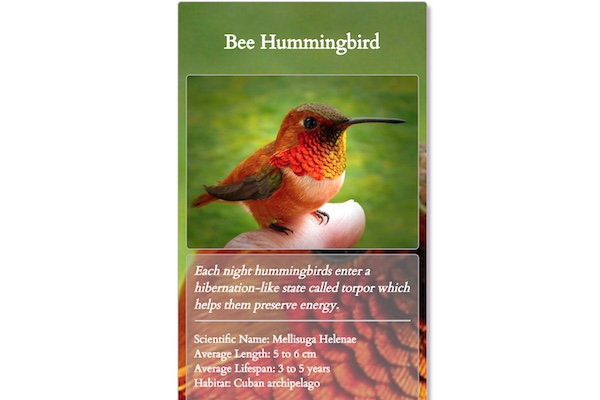 Bee Hummingbird
Each night hummingbirds enter a
hibernation-like state called torpor which
helps them preserve energy.
Scientific Name: Mellisuga Helenae
Average Length: 5 to 6 cm
Average Lifespan: 3 to 5 years
Habitat: Cuban archipelago